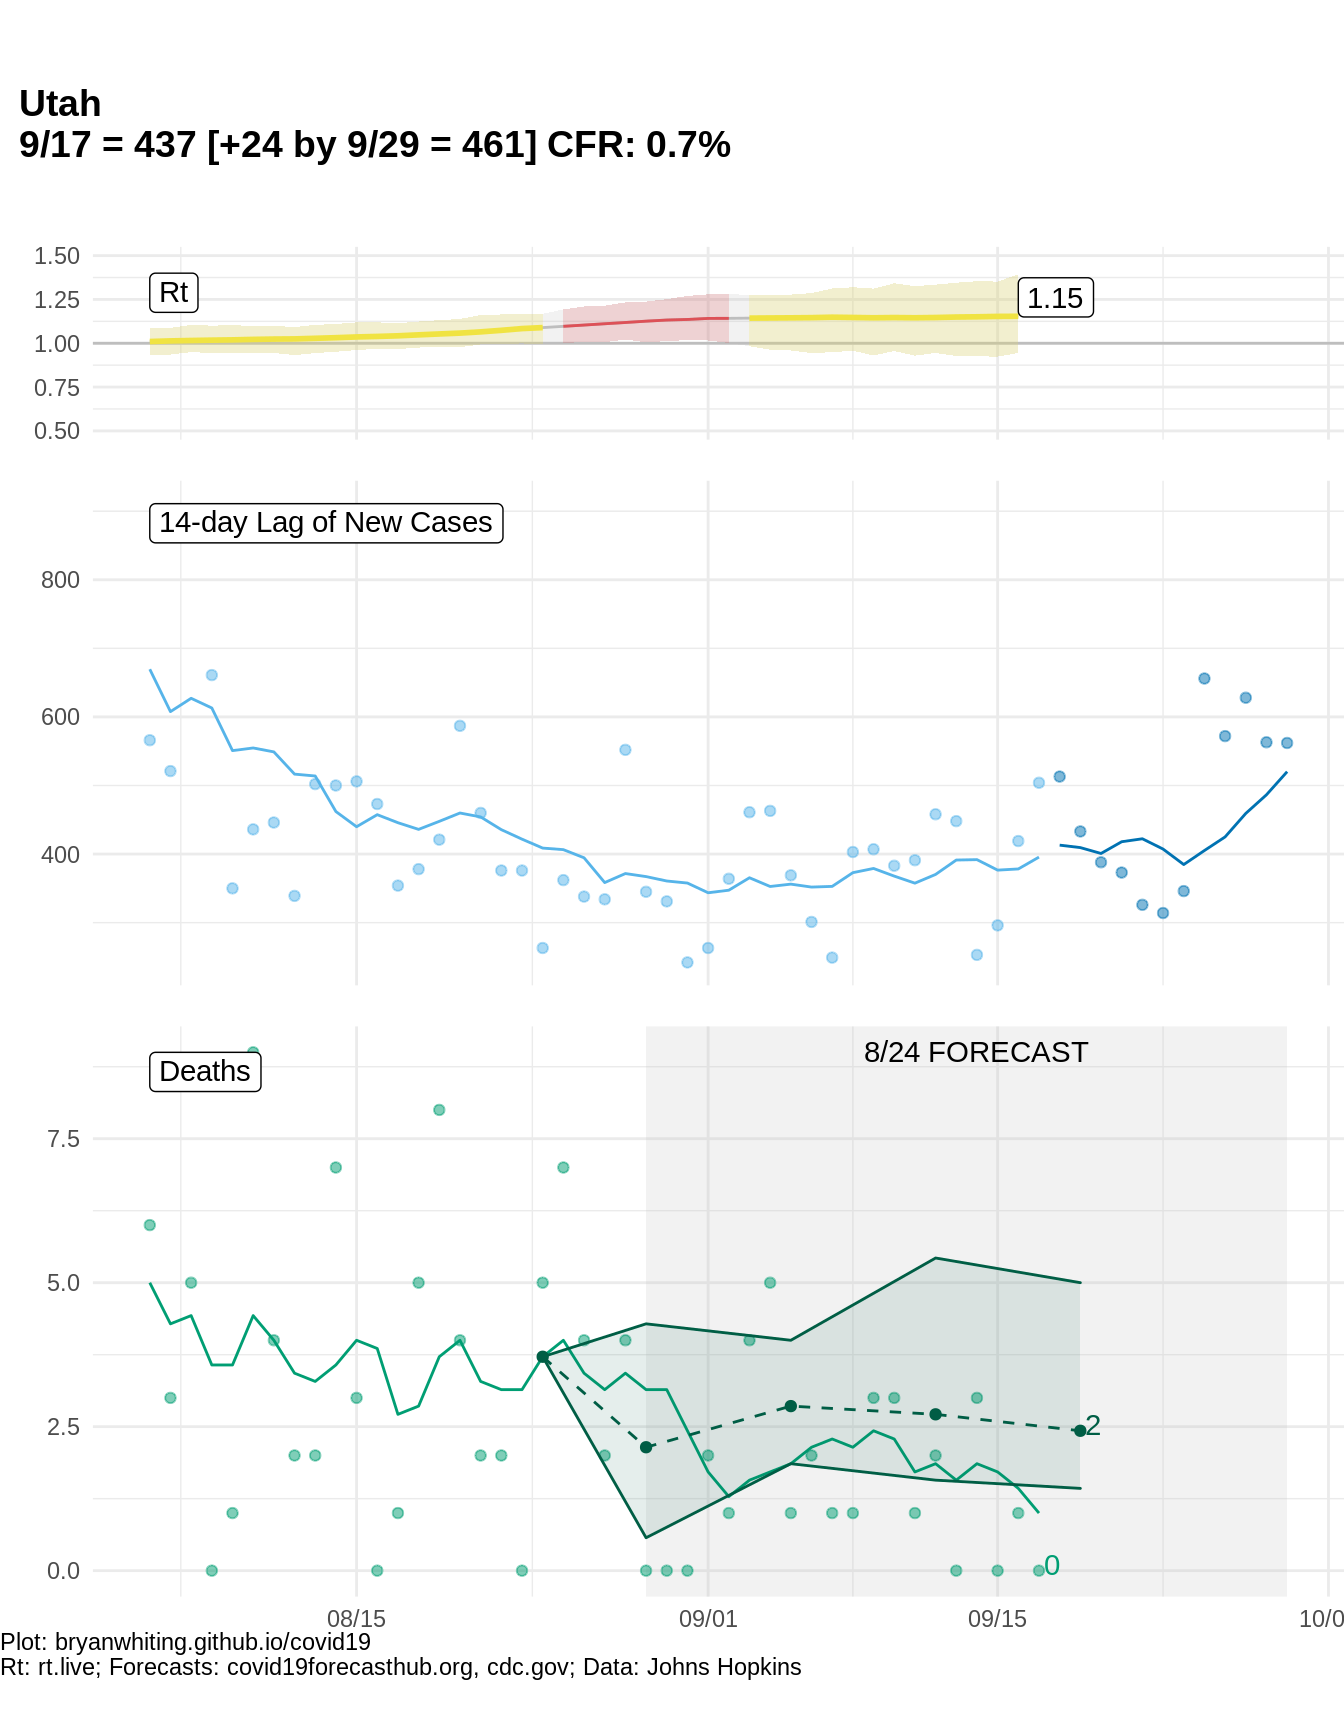 Utah
9/17 = 437 [+24 by 9/29 = 461] CFR: 0.7%
1.50
1.25
1.00
0.75
0.50
Rt
1.15
14-day Lag of New Cases
800
600
400
Deaths
8/24 FORECAST
7.5
5.0
2.5
0.0
2
0
08/15
09/01
09/15
10/0
Plot: bryanwhiting.github.io/covid19
Rt: rt.live; Forecasts: covid19forecasthub.org, cdc.gov; Data: Johns Hopkins